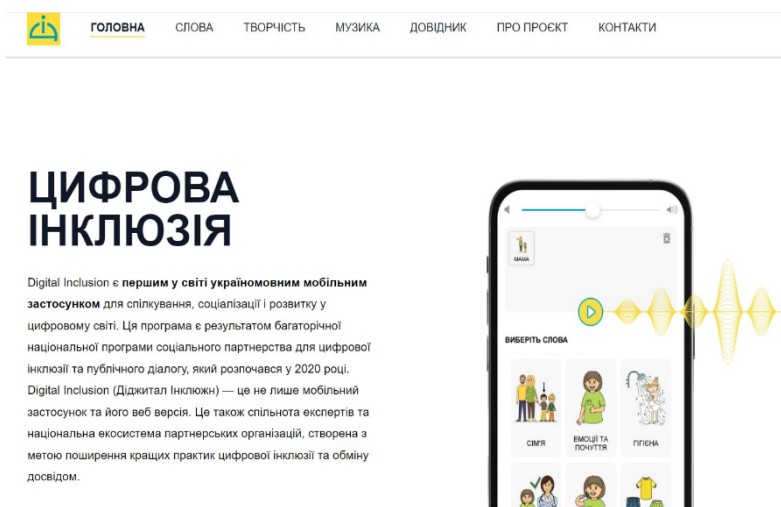 ГОЛОВНА СЛОВА ТВОРЧІСТЬ МУЗИКА ДОВІДНИК ПРО ПРОЄКТ КОНТАКТИ
ЦИФРОВА
ІНКЛЮЗІЯ
Digital Inclusion є першим у світі україномовним мобільним
застосунком для спілкування, соціалізації і розвитку у
цифровому світі. Ця програма є результатом багаторічної
національної програми соціального партнерства для цифрової
інклюзії та публічного діалогу, який розпочався у 2020 році.
Digital Inclusion (Діджитал Інклюжн) — це не лише мобільний
застосунок та його веб версія. Це також спільнота експертів та
національна екосистема партнерських організацій, створена з
метою поширення кращих практик цифрової інклюзії та обміну
досвідом.
МАМА
ВИБЕРІТЬ СЛОВА
СІМ'Я
ЕМОЦІЇ ТА
ПОЧУТТЯ
ГІГІЄНА